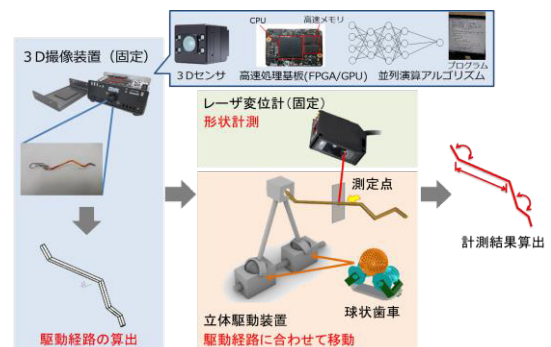 3D撮像装置(固定)
CPU
高速メモリ
3Dセンサ
高速処理基板(FPGA/GPU)
並列演算アルゴリズム
プログラム
レーザ変位計(固定)
形状計測
測定点
計測結果算出
球状歯車
立体駆動装置
駆動経路に合わせて移動
駆動経路の算出